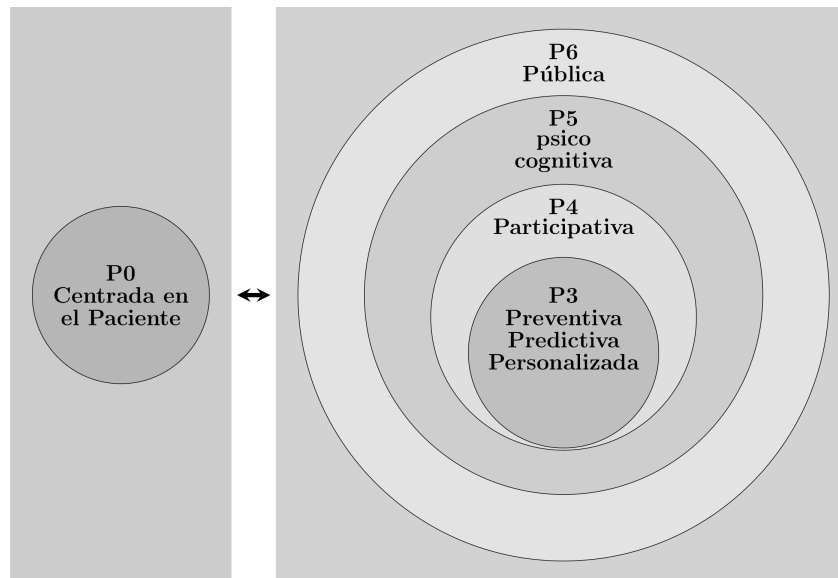 P0
Centrada en
el Paciente
P6
Pública
P5
psico
cognitiva
P4
Participativa
P3
Preventiva
Predictiva
Personalizada